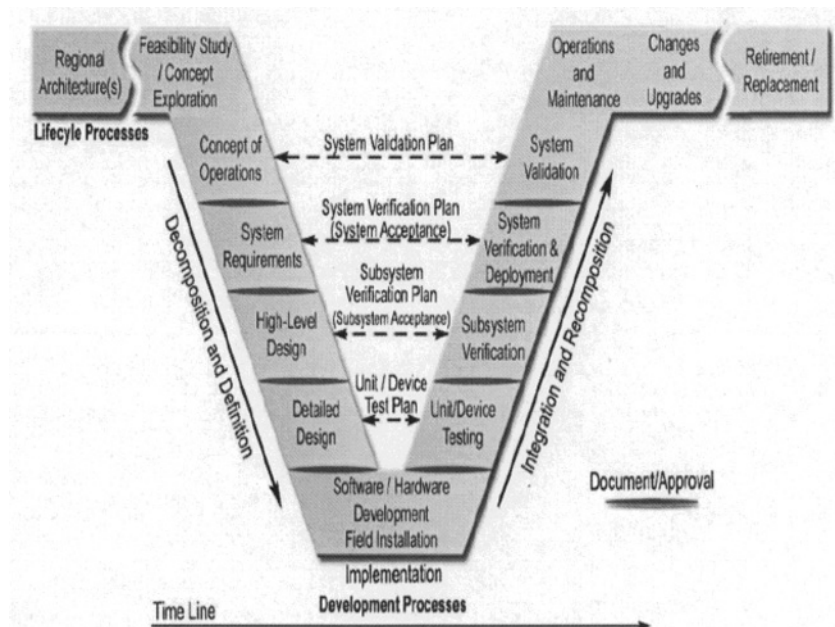 Regional
Architecture(s)
Feasibility Study
/ Concept
Exploration
Operations
and
Maintenance
Changes
and
Upgrades
Retirement /
Replacement
Lifecyle Processes
Concept of
Operations
System Validation Plan
System
Validation
System
Requirements
System Verification Plan
(System Acceptance)
System
Verification &
Deployment
High-Level
Design
Subsystem
Verification Plan
(Subsystem Acceptance)
Subsystem
Verification
Detailed
Design
Unit / Device
Test Plan
Unit/Device
Testing
Decomposition and Definition
Integration and Recomposition
Software / Hardware
Development
Field Installation
Document/Approval
Implementation
Development Processes
Time Line